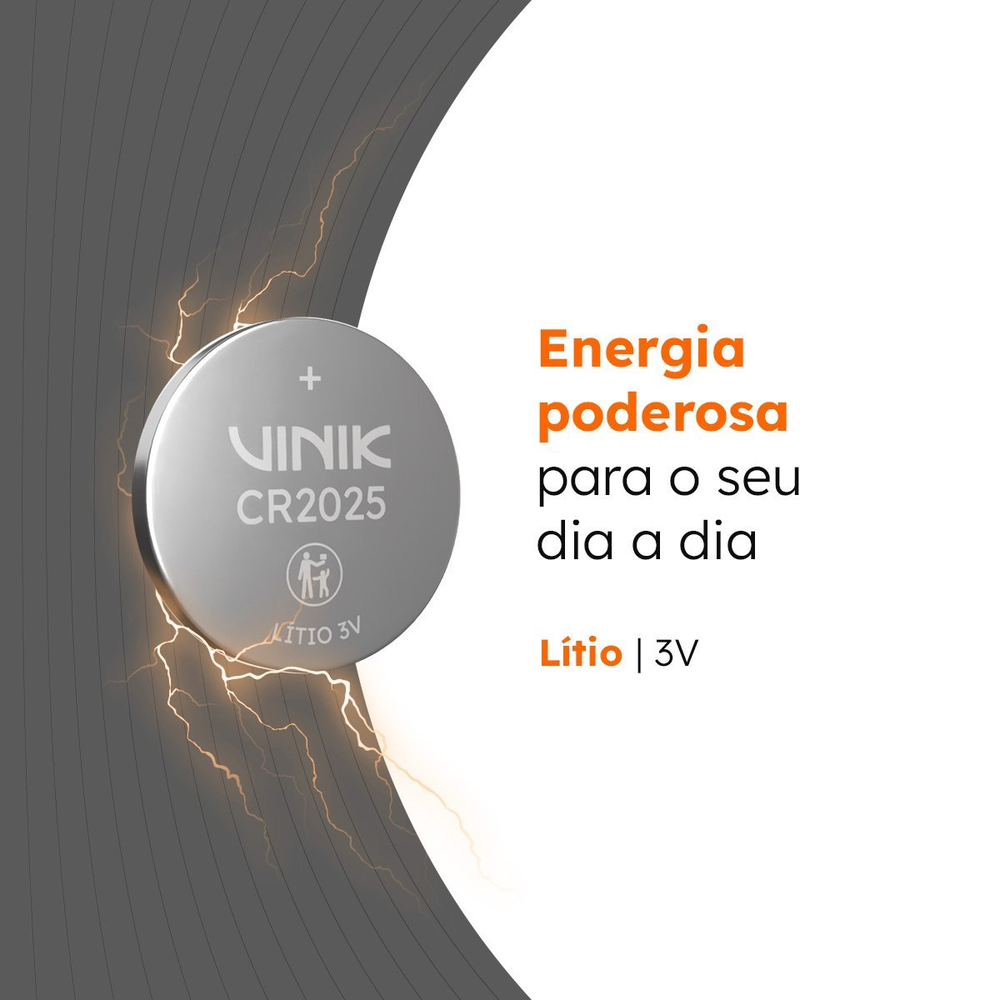 +
VINIK
CR2025
LÍTIO 3V
Energia
poderosa
para o seu
dia a dia
Lítio | 3V